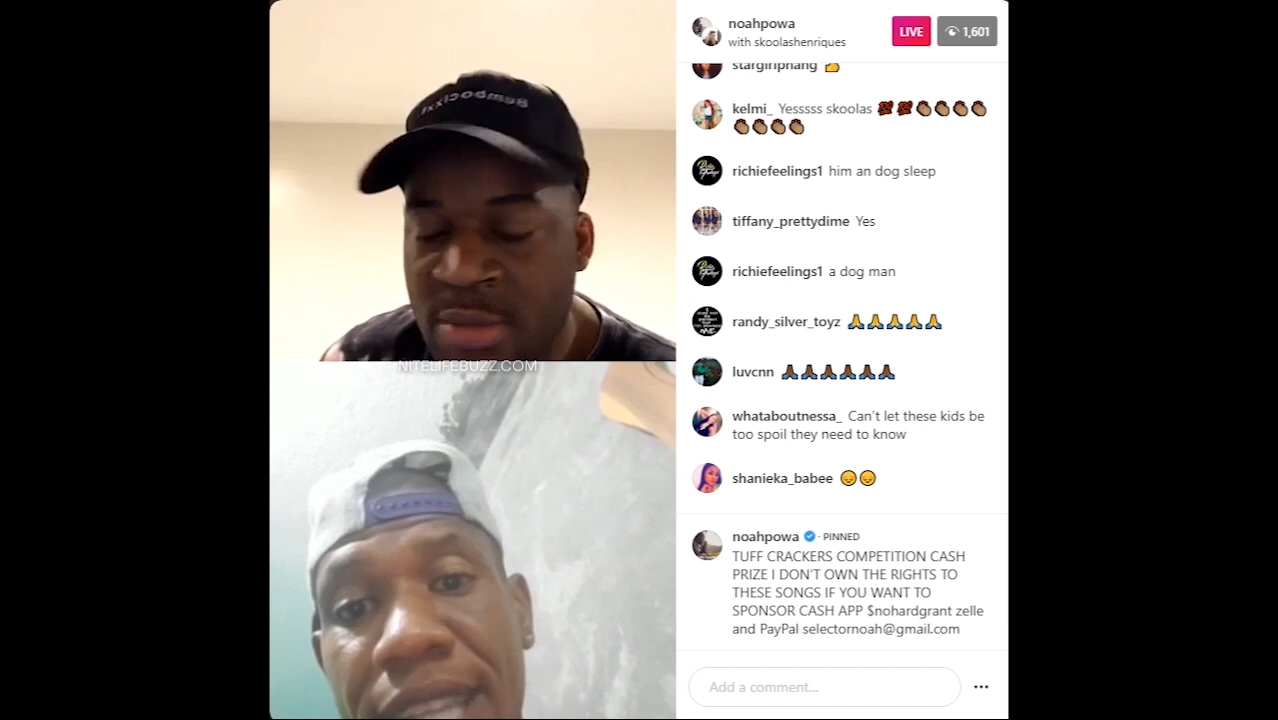 noahpowa
with skoolashenriques
LIVE
1,601
stargirlphang
kelmi_ Yesssss skoolas 💯💯👏🏽👏🏽👏🏽👏🏽
👏🏽👏🏽👏🏽👏🏽
richiefeelings1 him an dog sleep
tiffany_prettydime Yes
richiefeelings1 a dog man
randy_silver_toyz 🙏🙏🙏🙏🙏
luvcnn 🙏🏾🙏🏾🙏🏾🙏🏾🙏🏾🙏🏾
whataboutnessa_ Can't let these kids be
too spoil they need to know
shanieka_babee 😞😞
noahpowa · PINNED
TUFF CRACKERS COMPETITION CASH
PRIZE I DON'T OWN THE RIGHTS TO
THESE SONGS IF YOU WANT TO
SPONSOR CASH APP $nohardgrant zelle
and PayPal selectornoah@gmail.com
Add a comment...
Bumboclxxt
NITELIFEBUZZ.COM